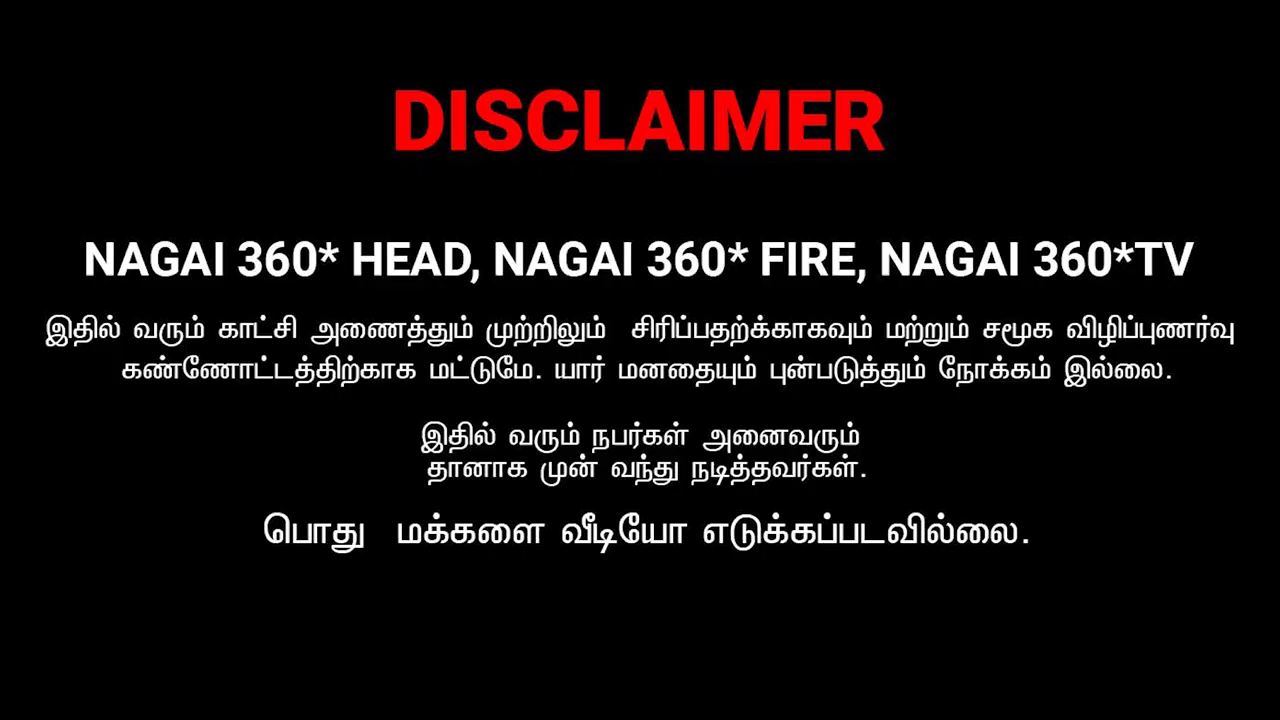 DISCLAIMER
NAGAI 360* HEAD, NAGAI 360* FIRE, NAGAI 360*TV
இதில் வரும் காட்சி அணைத்தும் முற்றிலும் சிரிப்பதற்க்காகவும் மற்றும் சமூக விழிப்புணர்வு
கண்ணோட்டத்திற்காக மட்டுமே. யார் மனதையும் புன்படுத்தும் நோக்கம் இல்லை.
இதில் வரும் நபர்கள் அனைவரும்
தானாக முன் வந்து நடித்தவர்கள்.
பொது மக்களை வீடியோ எடுக்கப்படவில்லை.